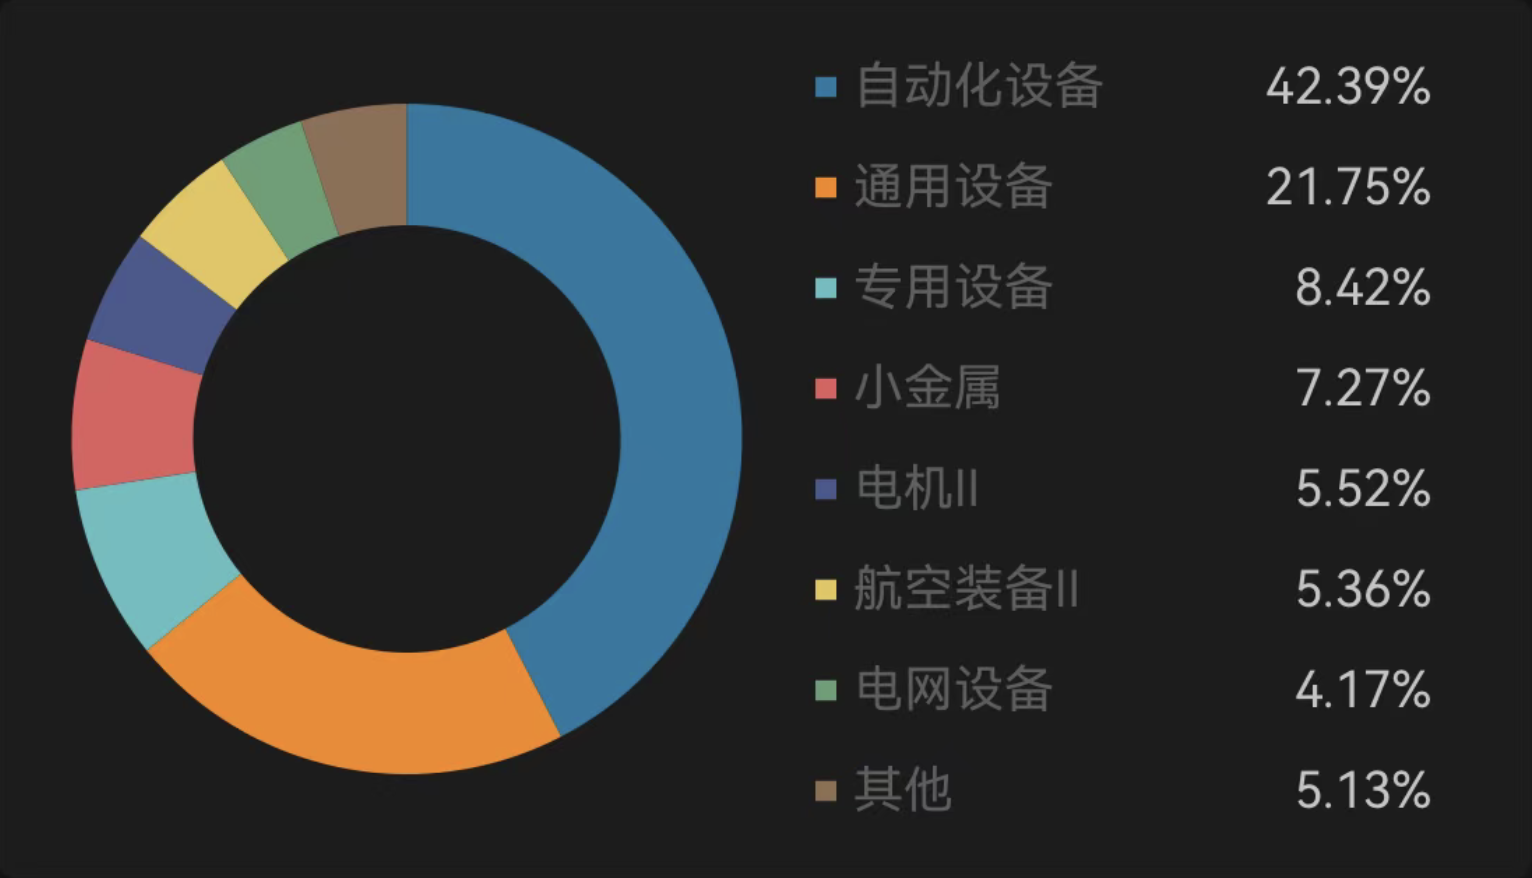 自动化设备 42.39%
通用设备 21.75%
专用设备 8.42%
小金属 7.27%
电机II 5.52%
航空装备II 5.36%
电网设备 4.17%
其他 5.13%